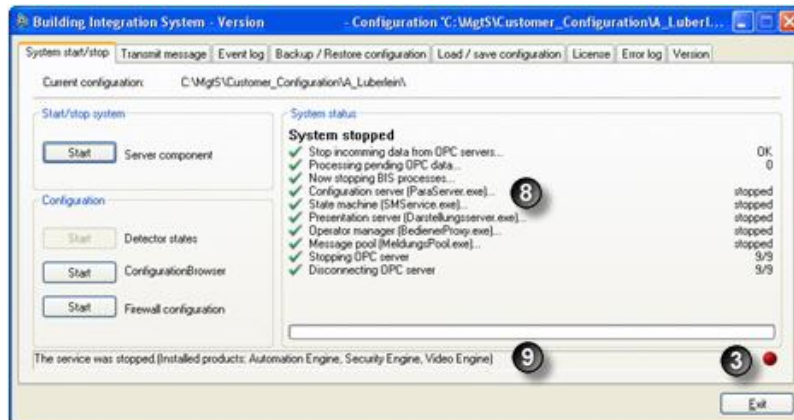 Building Integration System - Version - Configuration "C:\MgtS\Customer_Configuration\A_Luberl...
System start/stop Transmit message Event log Backup / Restore configuration Load / save configuration License Error log Version
Current configuration: C:\MgtS\Customer_Configuration\A_Luberlein\
Start/stop system
Start Server component
Configuration
Start Detector states
Start ConfigurationBrowser
Start Firewall configuration
System status
System stopped
Stop incomming data from OPC servers... OK
Processing pending OPC data... 0
Now stopping BIS processes...
Configuration server (ParaServer.exe)... stopped
State machine (SMService.exe)... stopped
Presentation server (Darstellungsserver.exe)... stopped
Operator manager (BedienerProxy.exe)... stopped
Message pool (MeldungsPool.exe)... stopped
Stopping OPC server 9/9
Disconnecting OPC server 9/9
8
The service was stopped.(Installed products: Automation Engine, Security Engine, Video Engine) 9 3
Exit